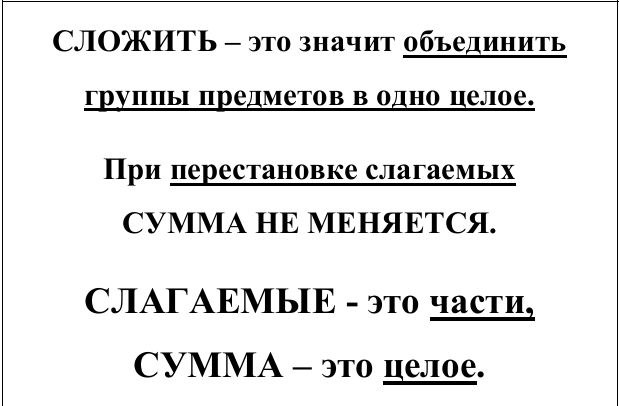 СЛОЖИТЬ – это значит объединить
группы предметов в одно целое.
При перестановке слагаемых
СУММА НЕ МЕНЯЕТСЯ.
СЛАГАЕМЫЕ - это части,
СУММА – это целое.